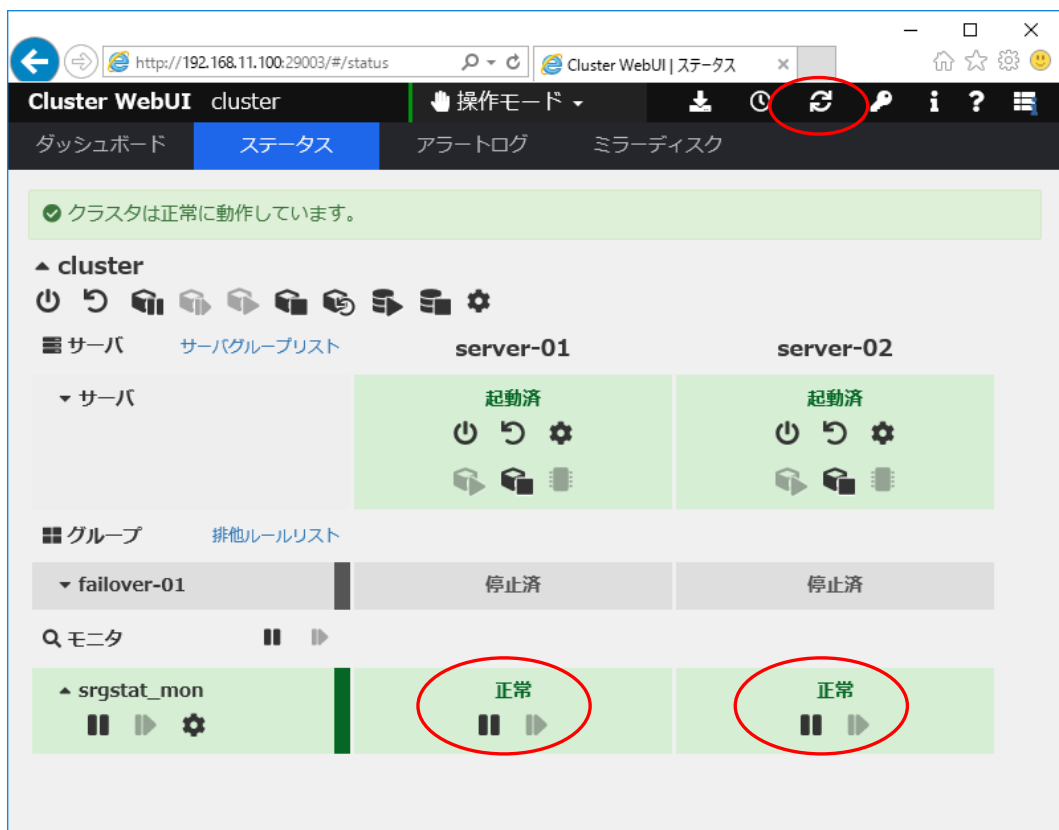 http://192.168.11.100:29003/#/status
Cluster WebUI | ステータス
Cluster WebUI cluster 操作モード
ダッシュボード ステータス アラートログ ミラーディスク
クラスタは正常に動作しています。
cluster
サーバ サーバグループリスト server-01 server-02
サーバ 起動済 起動済
グループ 排他ルールリスト
failover-01 停止済 停止済
モニタ
srgstat_mon 正常 正常